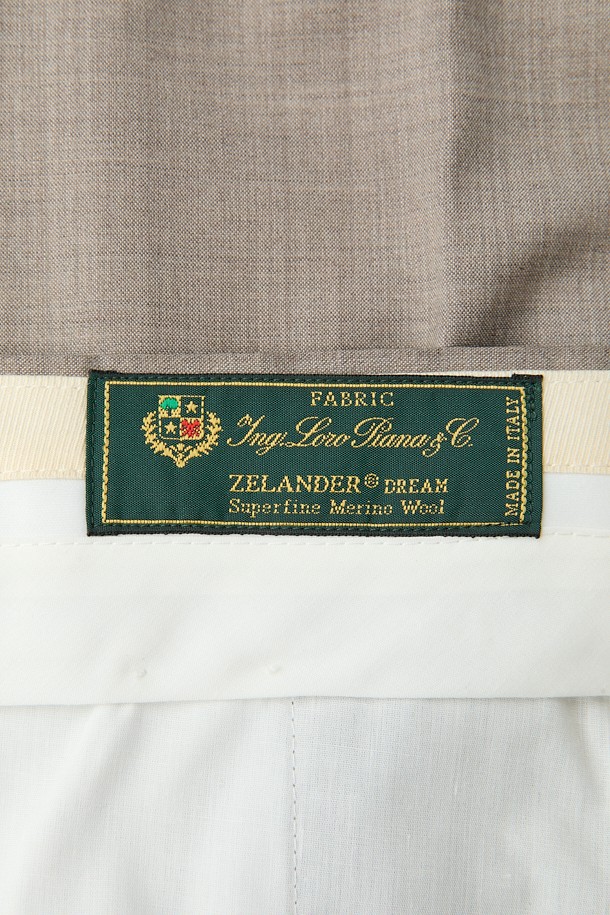 FABRIC
Ing. Loro Piana & C.
ZELANDER® DREAM
Superfine Merino Wool
MADE IN ITALY